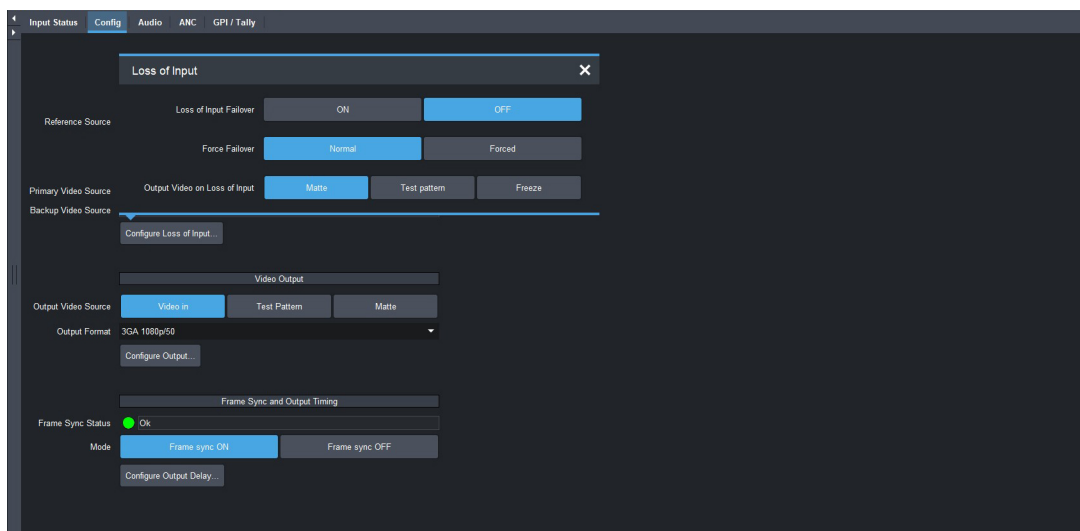 Input Status Config Audio ANC GPI / Tally
Loss of Input
Loss of Input Failover ON OFF
Reference Source
Force Failover Normal Forced
Primary Video Source
Output Video on Loss of Input Matte Test pattern Freeze
Backup Video Source
Configure Loss of Input...
Video Output
Output Video Source Video in Test Pattern Matte
Output Format 3GA 1080p/50
Configure Output...
Frame Sync and Output Timing
Frame Sync Status Ok
Mode Frame sync ON Frame sync OFF
Configure Output Delay...